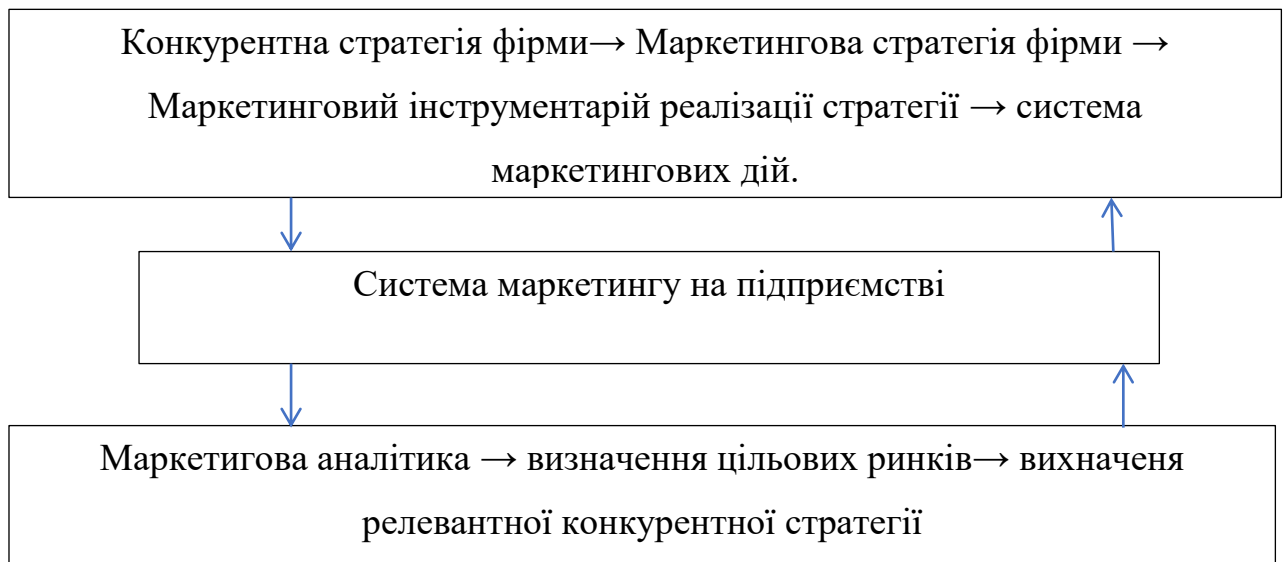 Конкурентна стратегія фірми→ Маркетингова стратегія фірми →
Маркетинговий інструментарій реалізації стратегії → система
маркетингових дій.
Система маркетингу на підприємстві
Маркетигова аналітика → визначення цільових ринків→ вихначеня
релевантної конкурентної стратегії